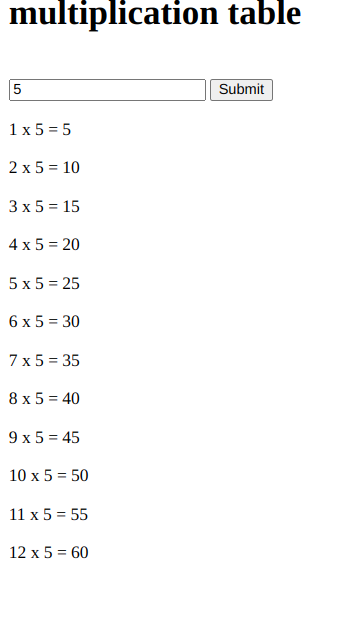 multiplication table
5 Submit
1 x 5 = 5
2 x 5 = 10
3 x 5 = 15
4 x 5 = 20
5 x 5 = 25
6 x 5 = 30
7 x 5 = 35
8 x 5 = 40
9 x 5 = 45
10 x 5 = 50
11 x 5 = 55
12 x 5 = 60